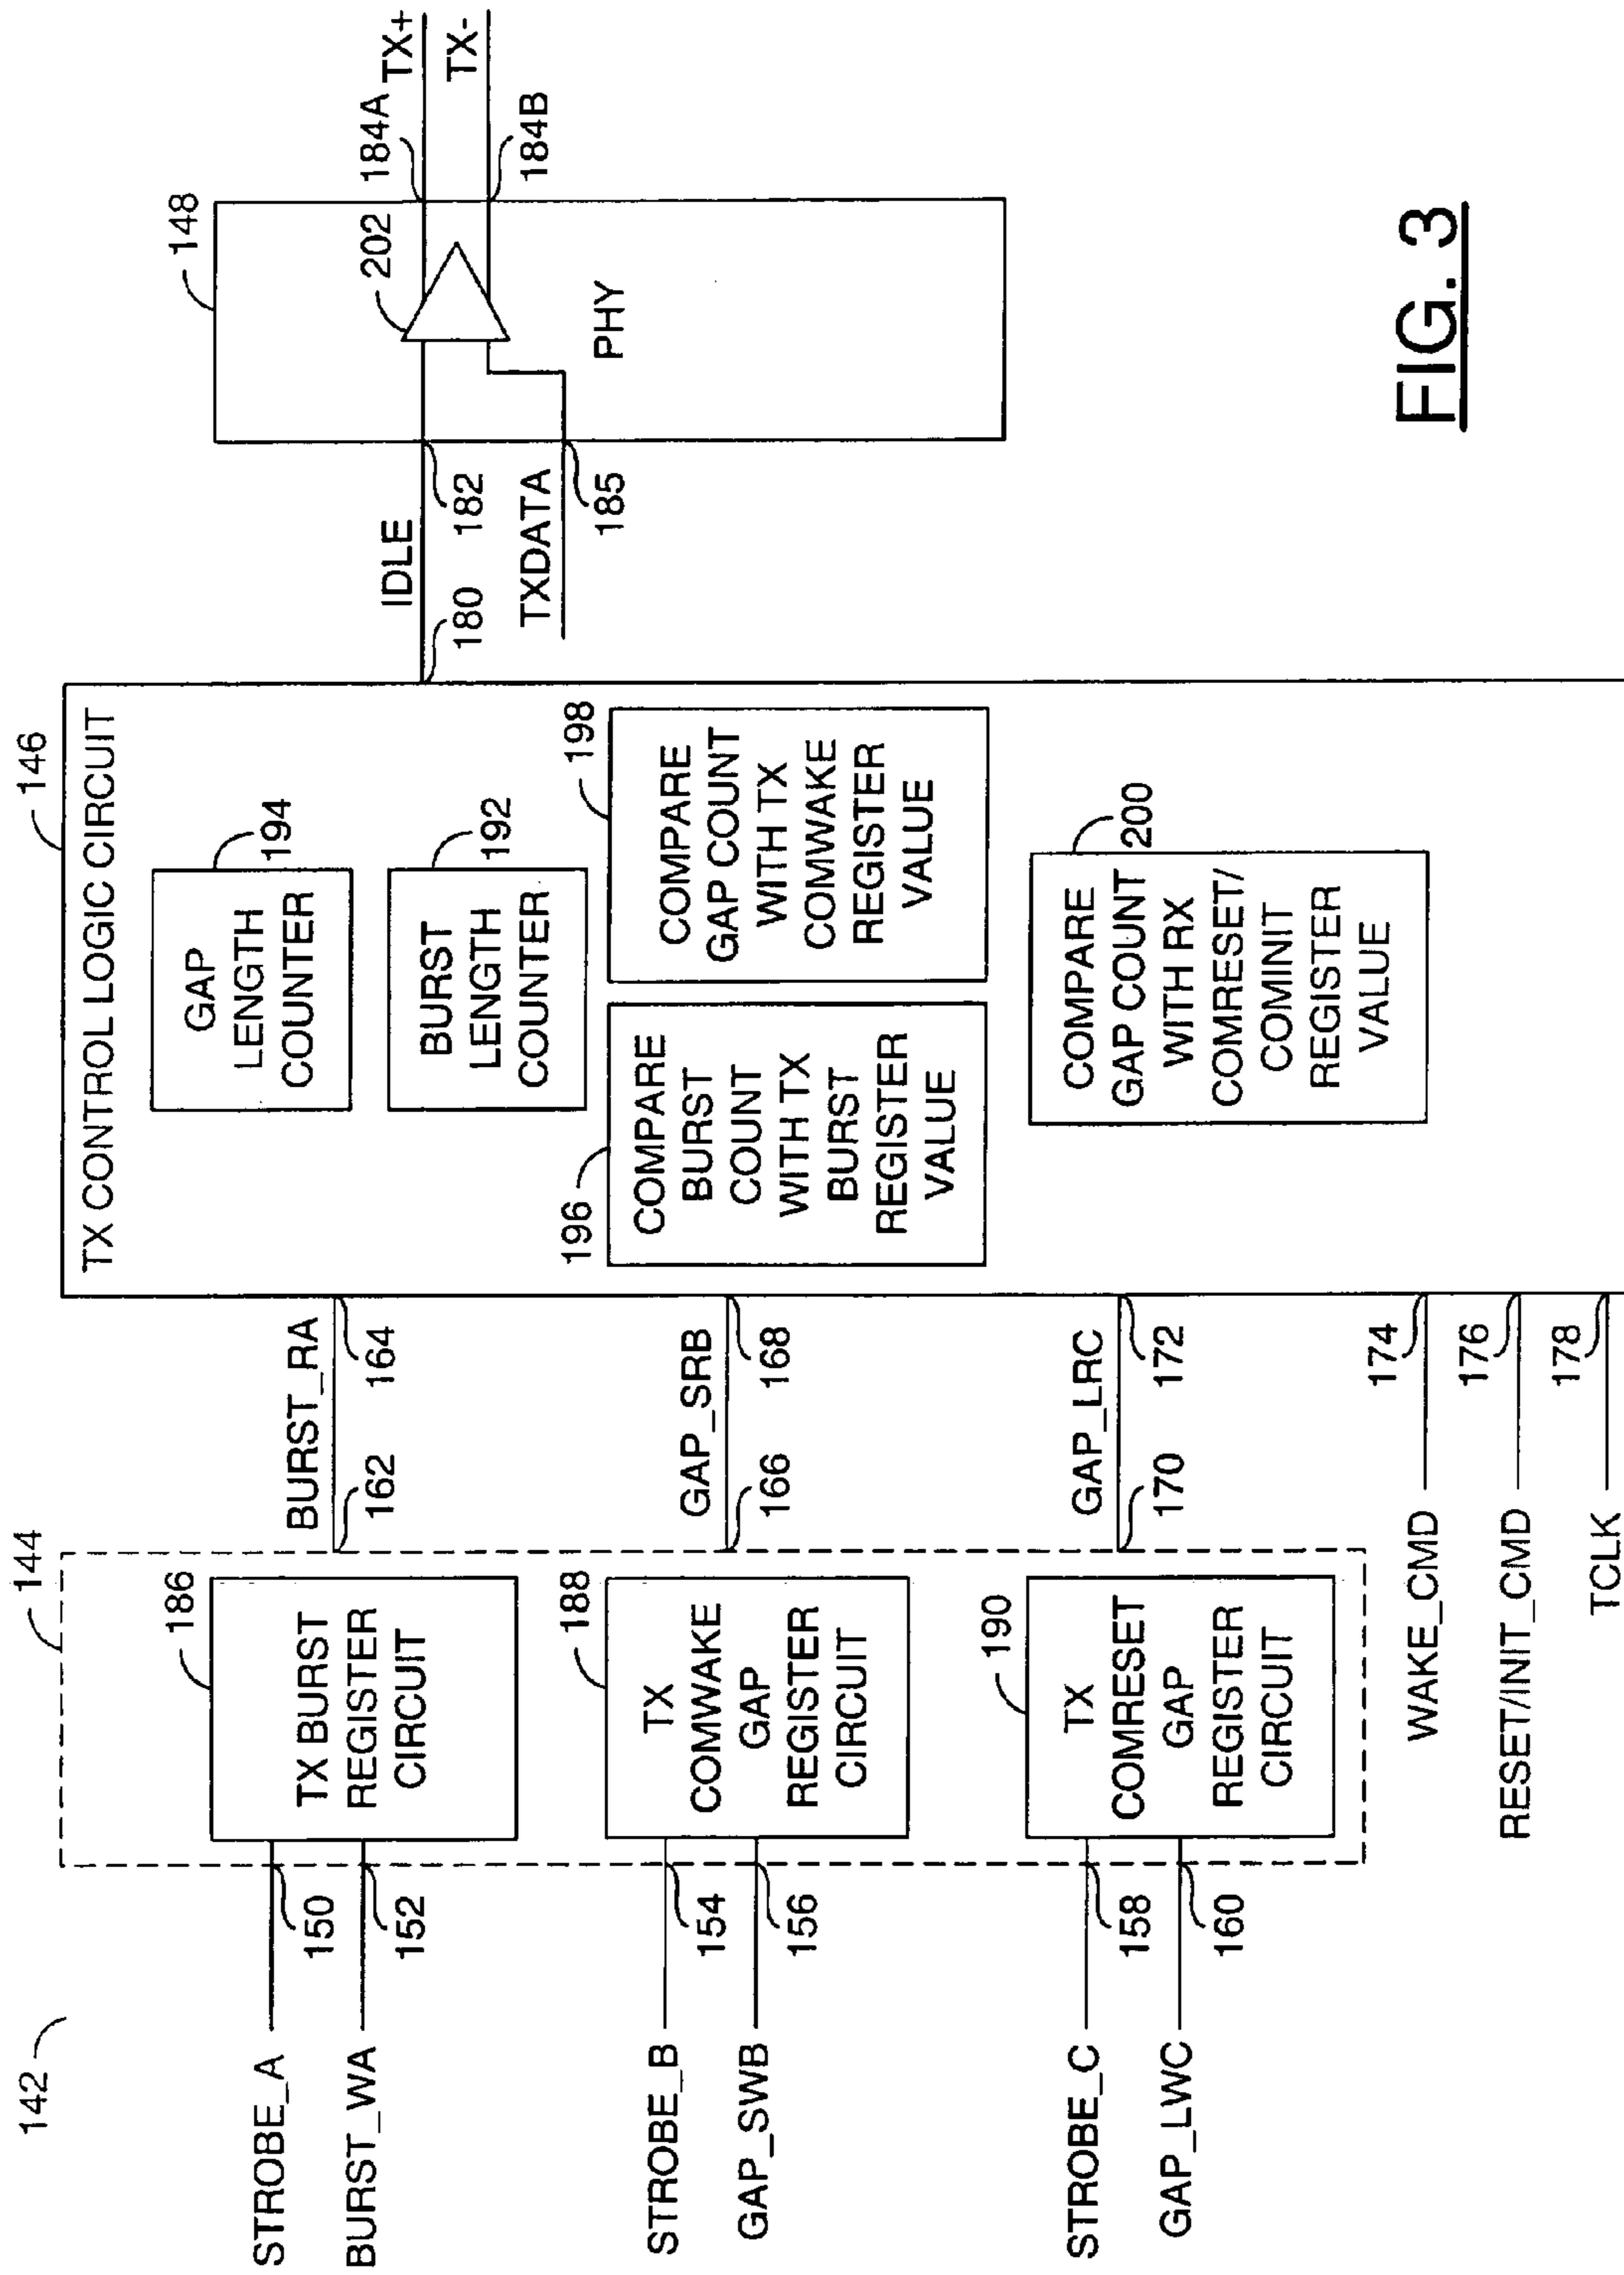 142
144
STROBE_A
150
BURST_WA
152
186
TX BURST
REGISTER
CIRCUIT
BURST_RA
162
164
STROBE_B
154
GAP_SWB
156
188
TX
COMWAKE
GAP
REGISTER
CIRCUIT
GAP_SRB
166
168
STROBE_C
158
GAP_LWC
160
190
TX
COMRESET
GAP
REGISTER
CIRCUIT
GAP_LRC
170
172
WAKE_CMD
174
RESET/INIT_CMD
176
TCLK
178
146
TX CONTROL LOGIC CIRCUIT
194
GAP
LENGTH
COUNTER
192
BURST
LENGTH
COUNTER
196
COMPARE
BURST
COUNT
WITH TX
BURST
REGISTER
VALUE
198
COMPARE
GAP COUNT
WITH TX
COMWAKE
REGISTER
VALUE
200
COMPARE
GAP COUNT
WITH RX
COMRESET/
COMINIT
REGISTER
VALUE
IDLE
180
182
TXDATA
185
148
202
PHY
184A
TX+
TX-
184B
FIG. 3